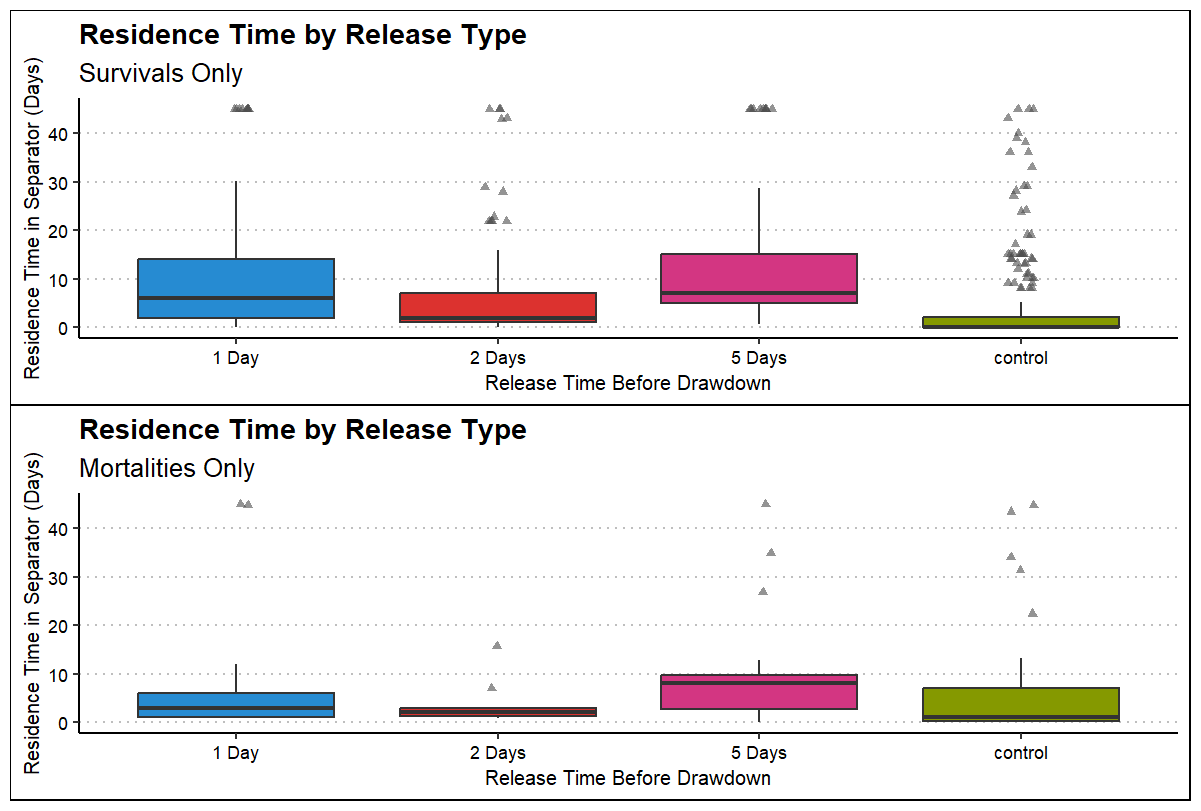 Residence Time by Release Type
Survivals Only
Residence Time in Separator (Days)
40
30
20
10
0
1 Day 2 Days 5 Days control
Release Time Before Drawdown
Residence Time by Release Type
Mortalities Only
Residence Time in Separator (Days)
40
30
20
10
0
1 Day 2 Days 5 Days control
Release Time Before Drawdown